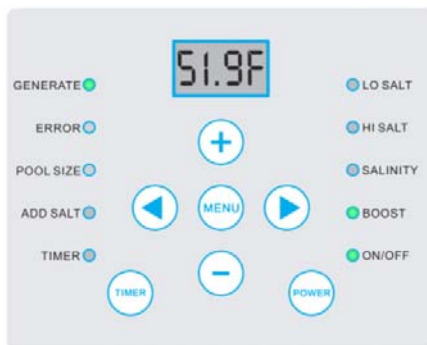 51.9F
GENERATE
LO SALT
ERROR
HI SALT
POOL SIZE
SALINITY
MENU
ADD SALT
BOOST
TIMER
ON/OFF
TIMER
POWER